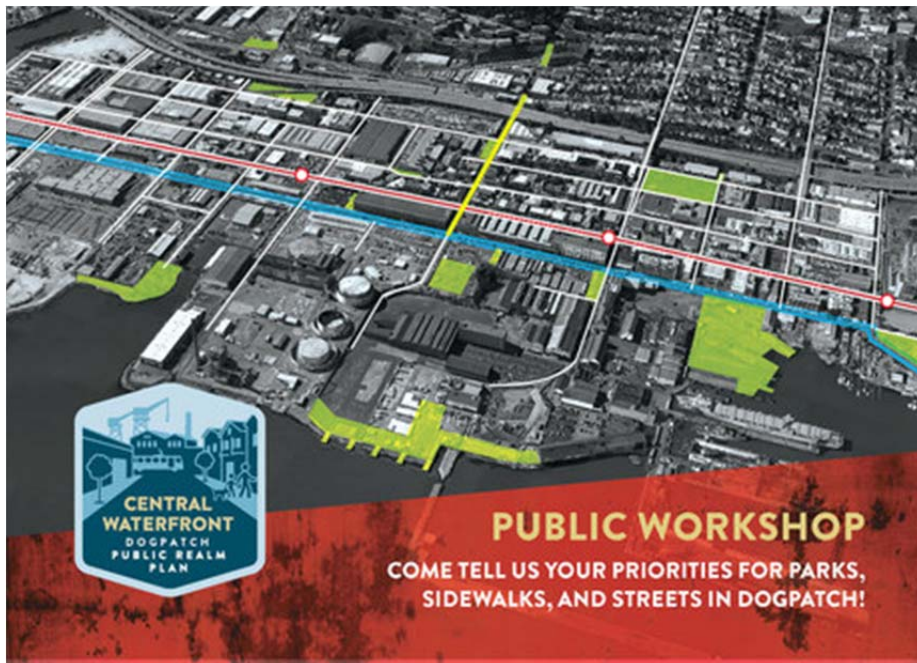 CENTRAL
WATERFRONT
DOGPATCH
PUBLIC REALM
PLAN
PUBLIC WORKSHOP
COME TELL US YOUR PRIORITIES FOR PARKS,
SIDEWALKS, AND STREETS IN DOGPATCH!